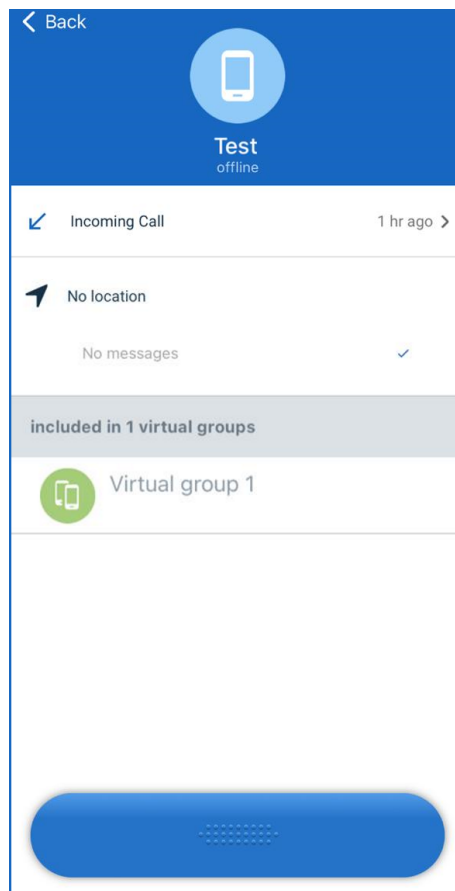 Back
Test
offline
Incoming Call 1 hr ago
No location
No messages
included in 1 virtual groups
Virtual group 1